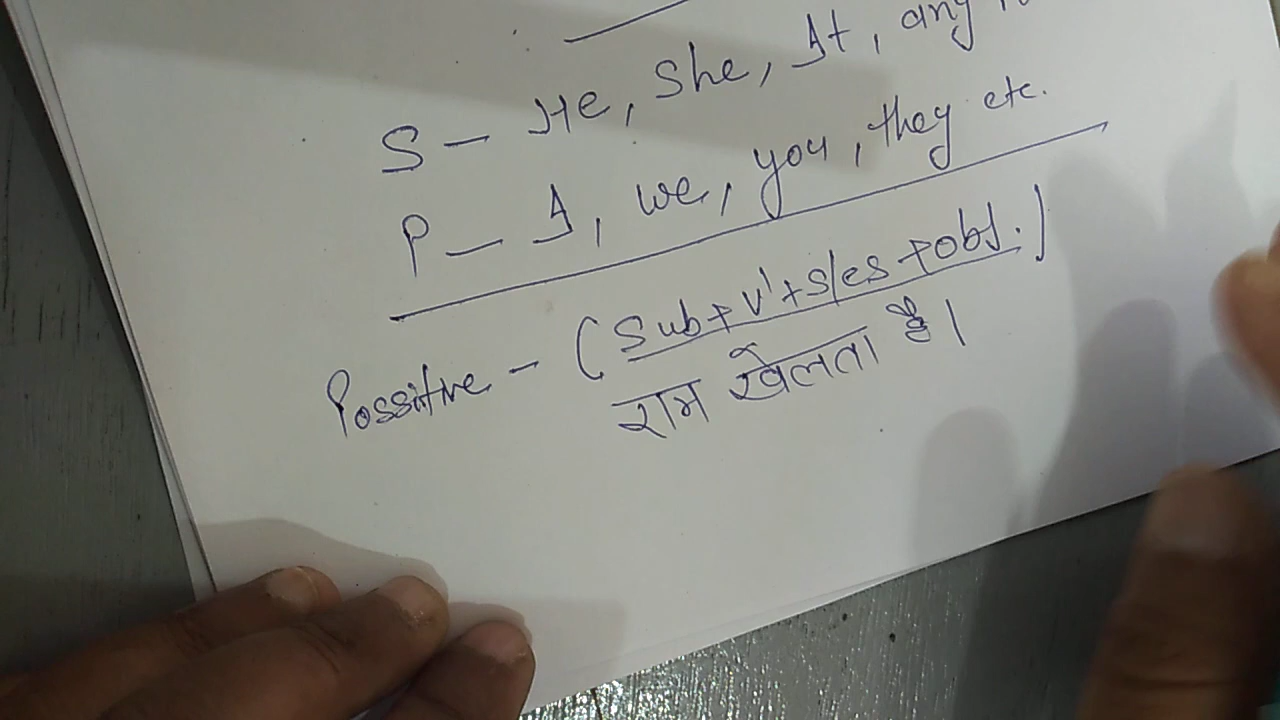 S - He, She, It, any
P - I, we, you, they etc.
Possitive - (Sub + V¹ + s/es + obj.)
राम खेलता है।